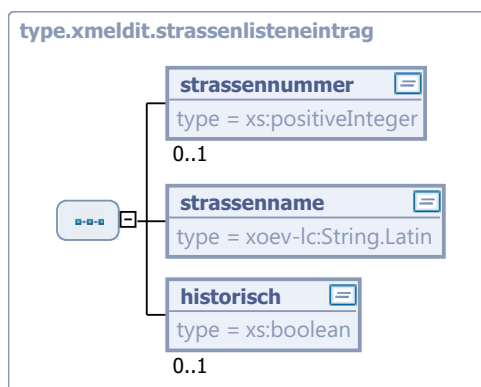 type.xmeldit.strassenlisteneintrag
strassennummer
type = xs:positiveInteger
0..1
strassenname
type = xoev-lc:String.Latin
historisch
type = xs:boolean
0..1